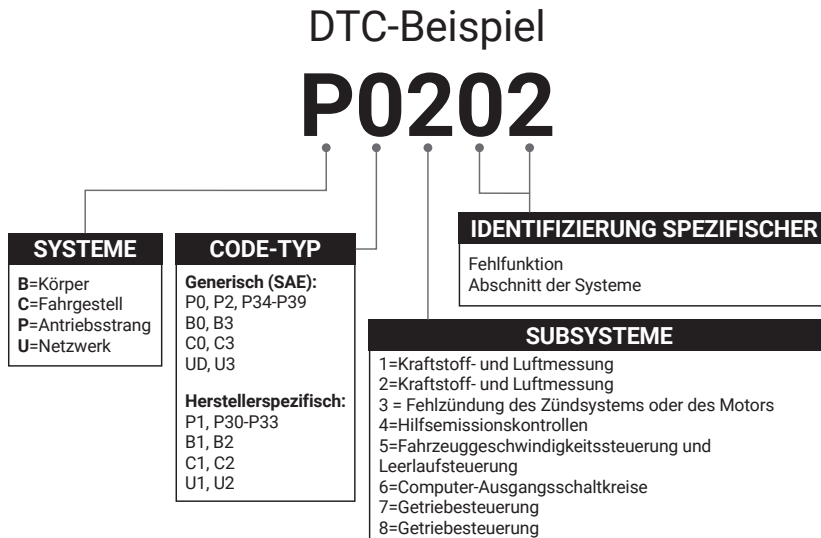 DTC-Beispiel
P0202
SYSTEME
B=Körper
C=Fahrgestell
P=Antriebsstrang
U=Netzwerk
CODE-TYP
Generisch (SAE):
P0, P2, P34-P39
B0, B3
C0, C3
UD, U3
Herstellerspezifisch:
P1, P30-P33
B1, B2
C1, C2
U1, U2
IDENTIFIZIERUNG SPEZIFISCHER
Fehlfunktion
Abschnitt der Systeme
SUBSYSTEME
1=Kraftstoff- und Luftmessung
2=Kraftstoff- und Luftmessung
3 = Fehlzündung des Zündsystems oder des Motors
4=Hilfsemissionskontrollen
5=Fahrzeuggeschwindigkeitssteuerung und
Leerlaufsteuerung
6=Computer-Ausgangsschaltkreise
7=Getriebesteuerung
8=Getriebesteuerung